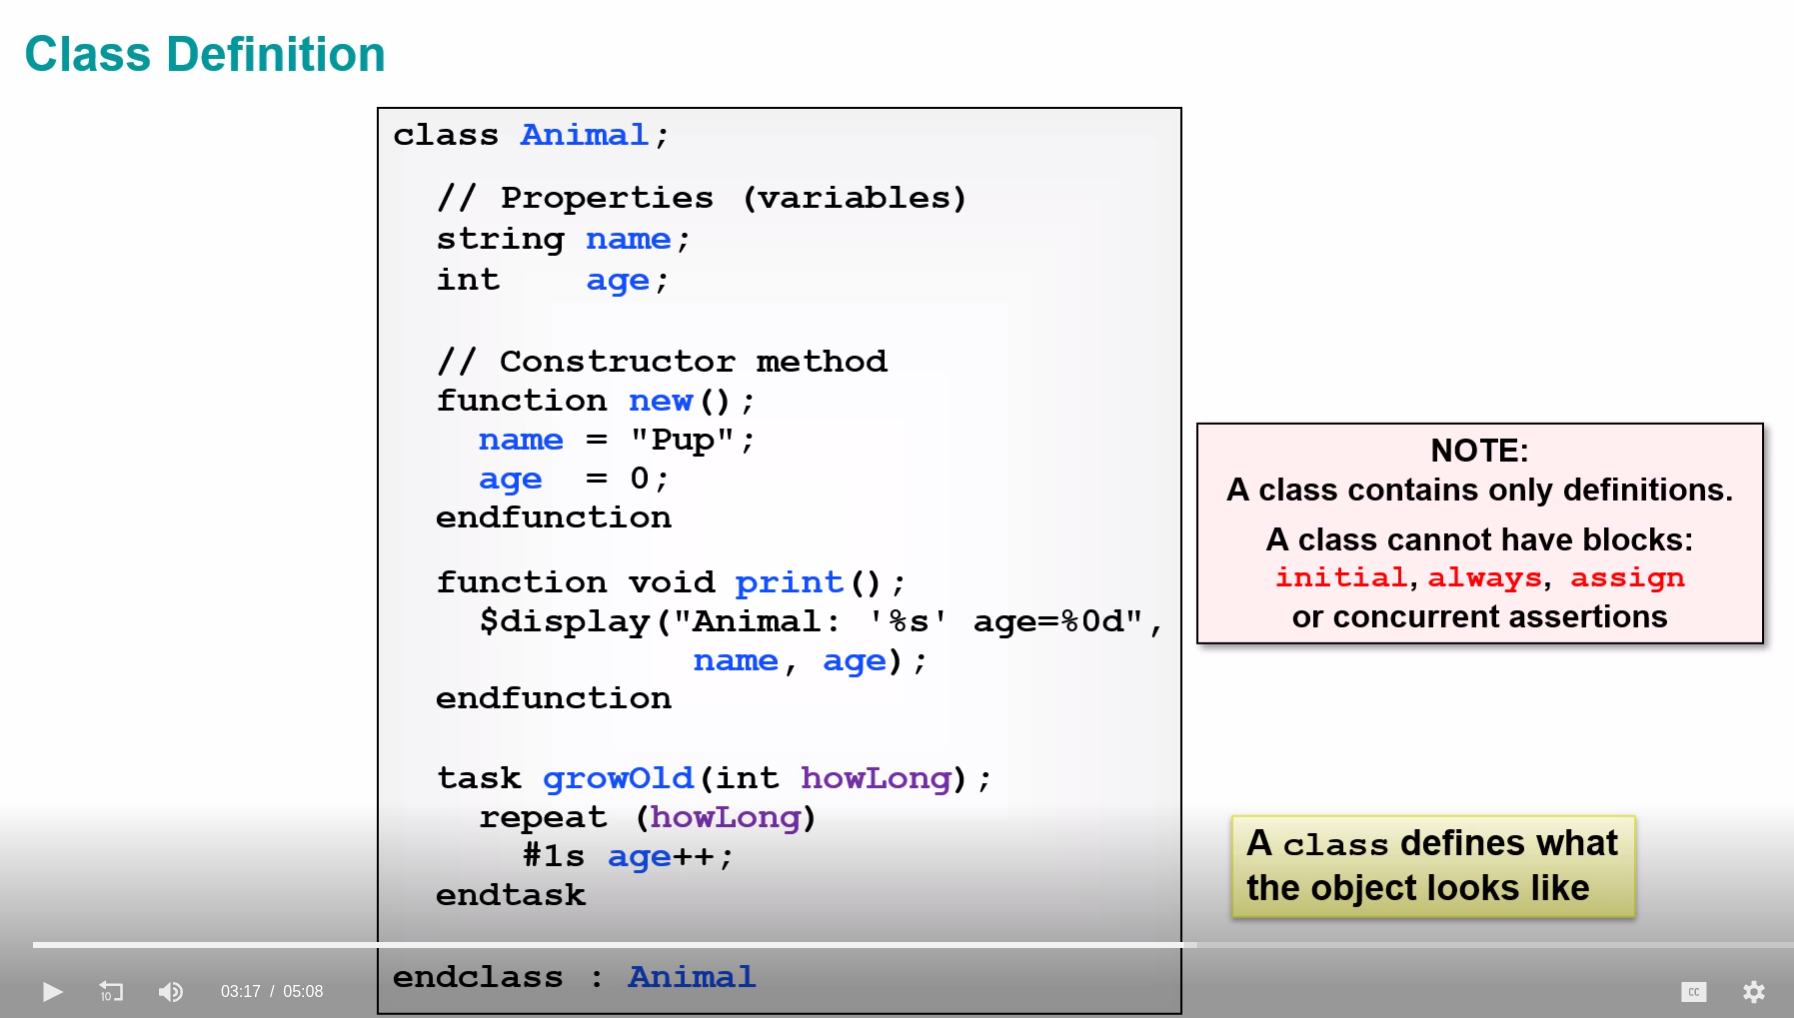 Class Definition
class Animal;
// Properties (variables)
string name;
int    age;
// Constructor method
function new();
name = "Pup";
age  = 0;
endfunction
function void print();
$display("Animal: '%s' age=%0d",
name, age);
endfunction
task growOld(int howLong);
repeat (howLong)
#1s age++;
endtask
endclass : Animal
NOTE:
A class contains only definitions.
A class cannot have blocks:
initial, always, assign
or concurrent assertions
A class defines what
the object looks like
10
03:17 / 05:08
CC